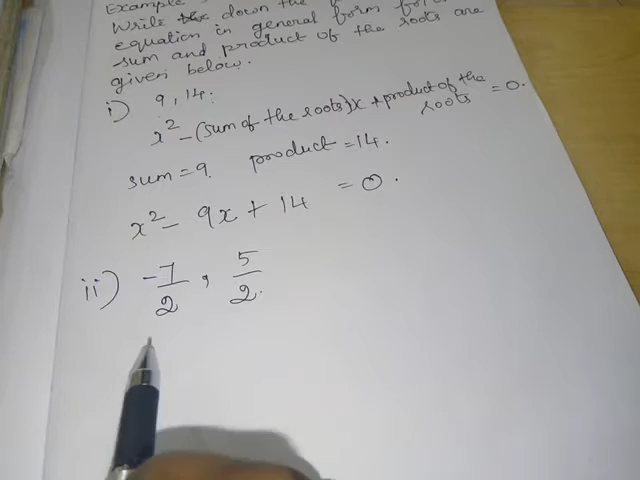 Example
Write down the
equation in general form for
sum and product of the roots are
given below.
i) 9, 14.
x² - (sum of the roots)x + product of the roots = 0.
sum = 9. product = 14.
x² - 9x + 14 = 0.
ii) -7/2, 5/2.